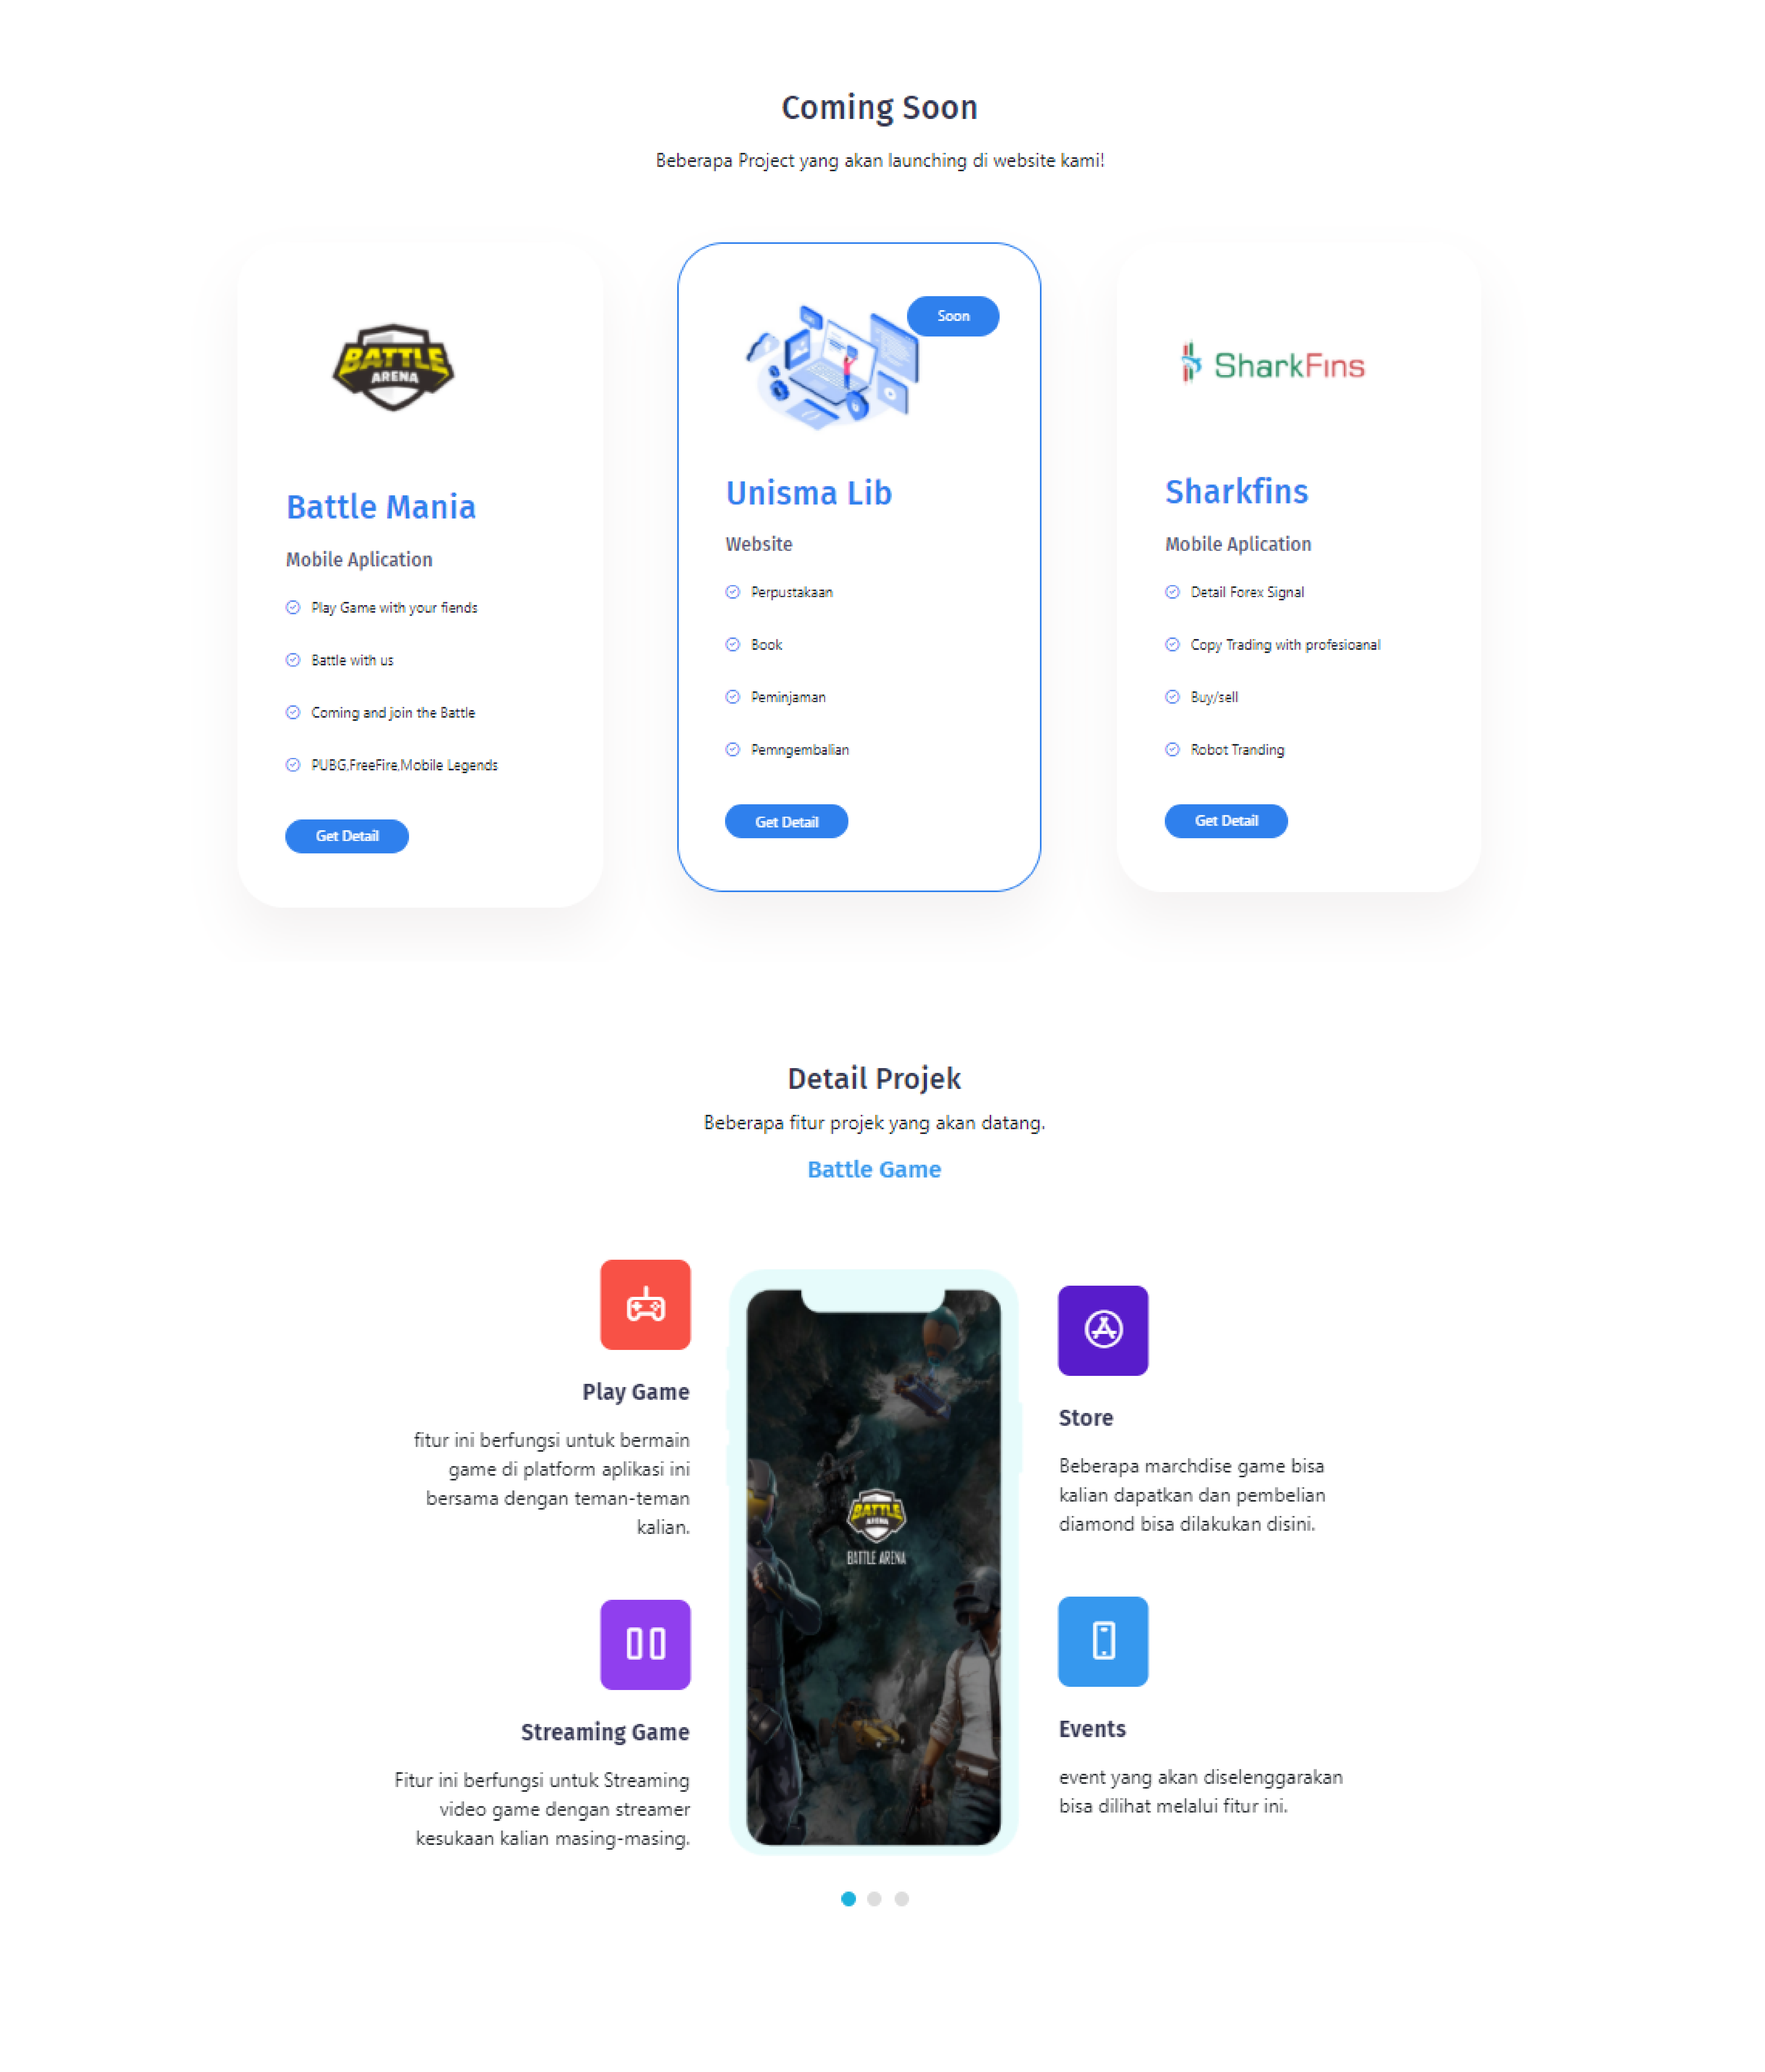 Coming Soon
Beberapa Project yang akan launching di website kami!
BATTLE
ARENA
Battle Mania
Mobile Aplication
Play Game with your fiends
Battle with us
Coming and join the Battle
PUBG,FreeFire,Mobile Legends
Get Detail
Soon
Unisma Lib
Website
Perpustakaan
Book
Peminjaman
Pemngembalian
Get Detail
SharkFins
Sharkfins
Mobile Aplication
Detail Forex Signal
Copy Trading with profesioanal
Buy/sell
Robot Tranding
Get Detail
Detail Projek
Beberapa fitur projek yang akan datang.
Battle Game
Play Game
fitur ini berfungsi untuk bermain
game di platform aplikasi ini
bersama dengan teman-teman
kalian.
Streaming Game
Fitur ini berfungsi untuk Streaming
video game dengan streamer
kesukaan kalian masing-masing.
BATTLE
ARENA
BATTLE ARENA
Store
Beberapa marchdise game bisa
kalian dapatkan dan pembelian
diamond bisa dilakukan disini.
Events
event yang akan diselenggarakan
bisa dilihat melalui fitur ini.